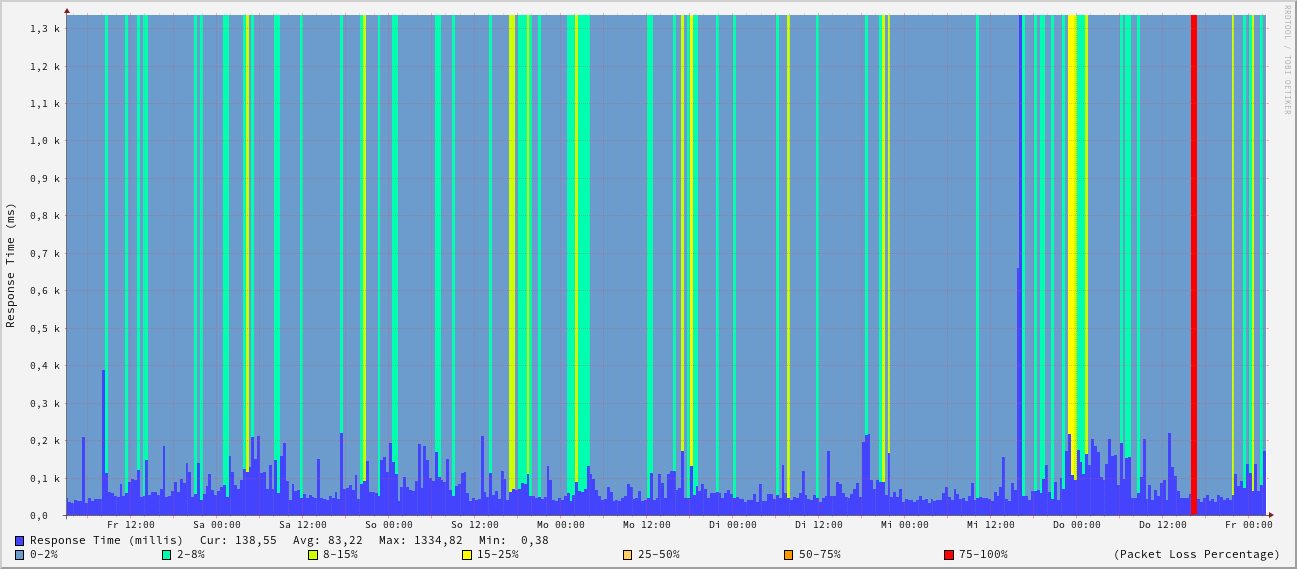 RRDTOOL / TOBI OETIKER
Response Time (ms)
1,3 k
1,2 k
1,1 k
1,0 k
0,9 k
0,8 k
0,7 k
0,6 k
0,5 k
0,4 k
0,3 k
0,2 k
0,1 k
0,0
Fr 12:00 Sa 00:00 Sa 12:00 So 00:00 So 12:00 Mo 00:00 Mo 12:00 Di 00:00 Di 12:00 Mi 00:00 Mi 12:00 Do 00:00 Do 12:00 Fr 00:00
Response Time (millis) Cur: 138,55 Avg: 83,22 Max: 1334,82 Min: 0,38
0-2% 2-8% 8-15% 15-25% 25-50% 50-75% 75-100% (Packet Loss Percentage)